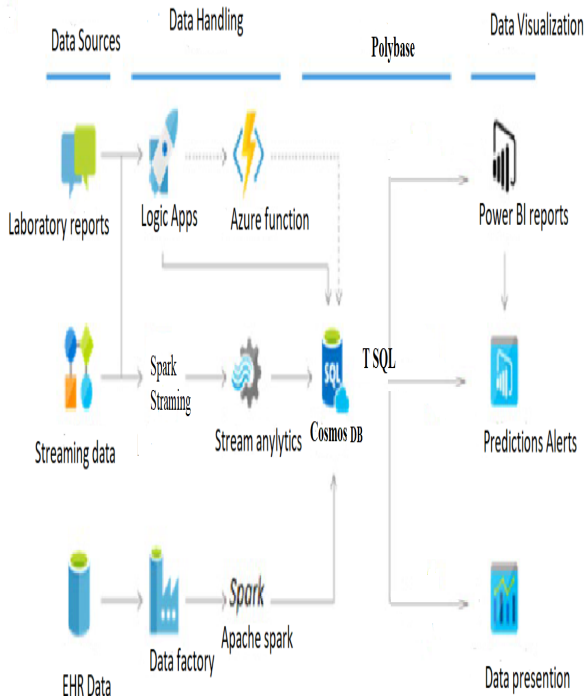 Data Sources
Data Handling
Polybase
Data Visualization
Laboratory reports
Logic Apps
Azure function
Power BI reports
Streaming data
Spark
Straming
Stream anylytics
SQL
Cosmos DB
T SQL
Predictions Alerts
EHR Data
Data factory
Spark
Apache spark
Data presention